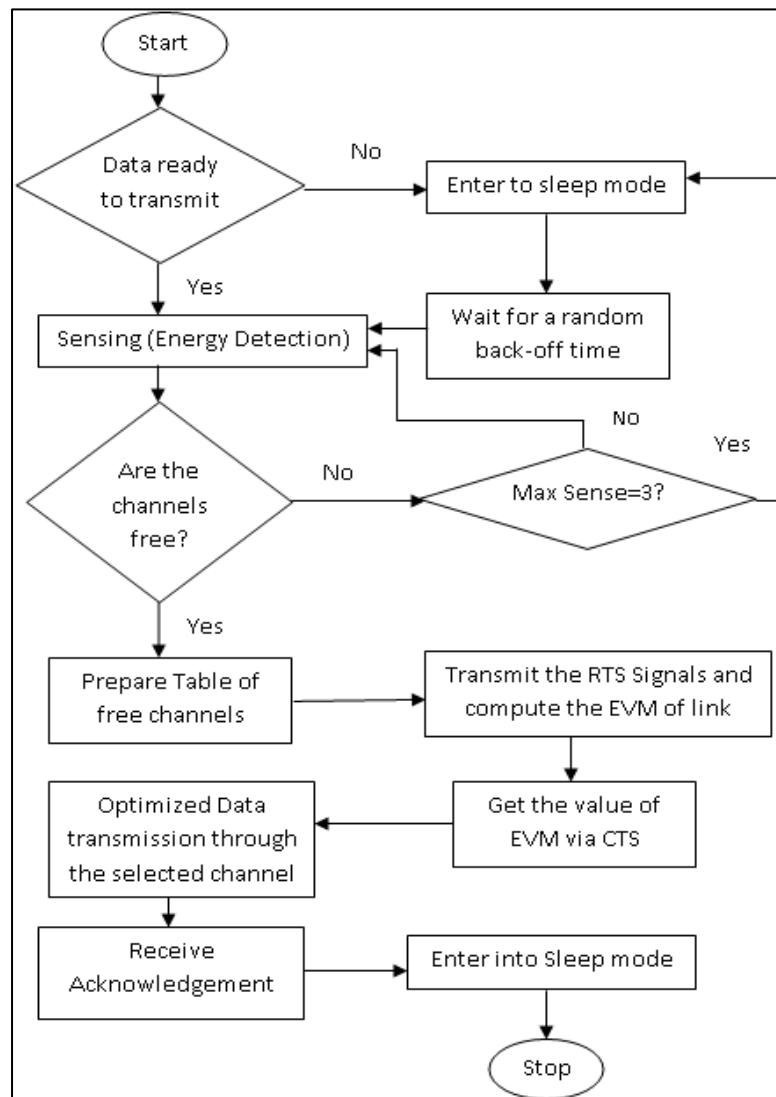 Start
Data ready
to transmit
No
Enter to sleep mode
Yes
Wait for a random
back-off time
Sensing (Energy Detection)
No
Yes
Are the
channels
free?
No
Max Sense=3?
Yes
Prepare Table of
free channels
Transmit the RTS Signals and
compute the EVM of link
Optimized Data
transmission through
the selected channel
Get the value of
EVM via CTS
Receive
Acknowledgement
Enter into Sleep mode
Stop